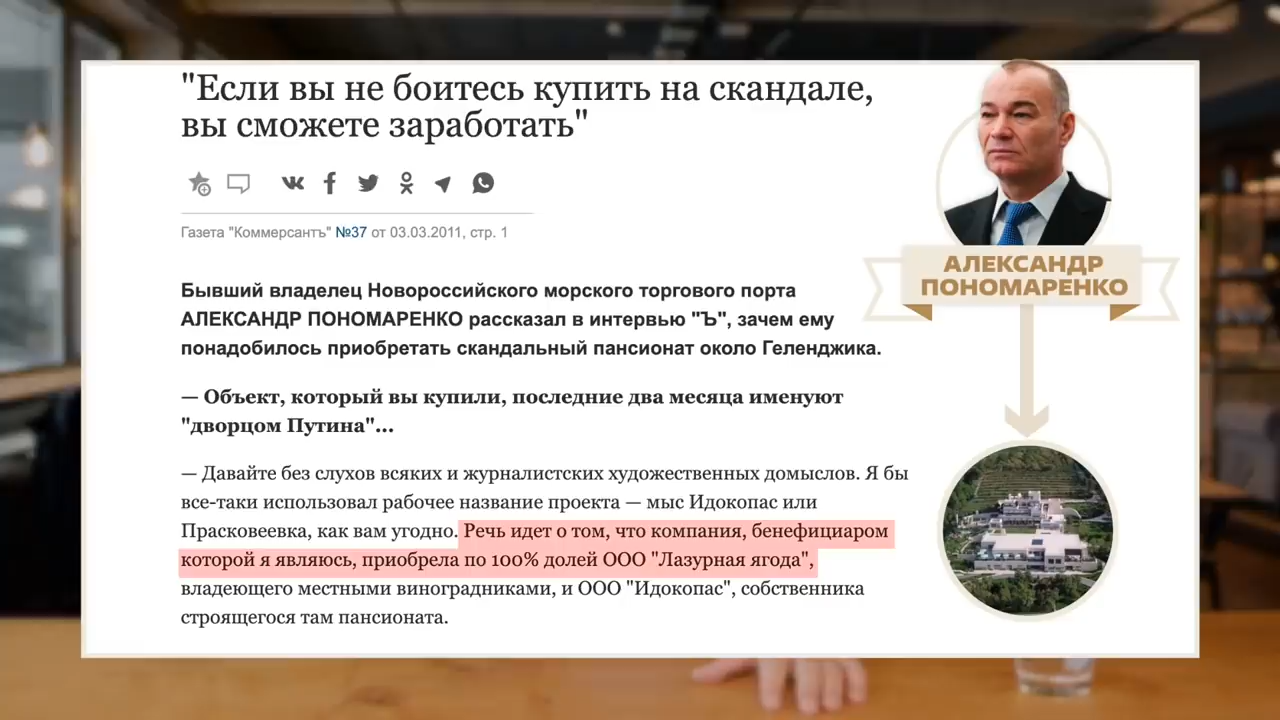 "Если вы не боитесь купить на скандале,
вы сможете заработать"
Газета "Коммерсантъ" №37 от 03.03.2011, стр. 1
Бывший владелец Новороссийского морского торгового порта
АЛЕКСАНДР ПОНОМАРЕНКО рассказал в интервью "Ъ", зачем ему
понадобилось приобретать скандальный пансионат около Геленджика.
— Объект, который вы купили, последние два месяца именуют
"дворцом Путина"...
— Давайте без слухов всяких и журналистских художественных домыслов. Я бы
все-таки использовал рабочее название проекта — мыс Идокопас или
Прасковеевка, как вам угодно. Речь идет о том, что компания, бенефициаром
которой я являюсь, приобрела по 100% долей ООО "Лазурная ягода",
владеющего местными виноградниками, и ООО "Идокопас", собственника
строящегося там пансионата.
АЛЕКСАНДР
ПОНОМАРЕНКО